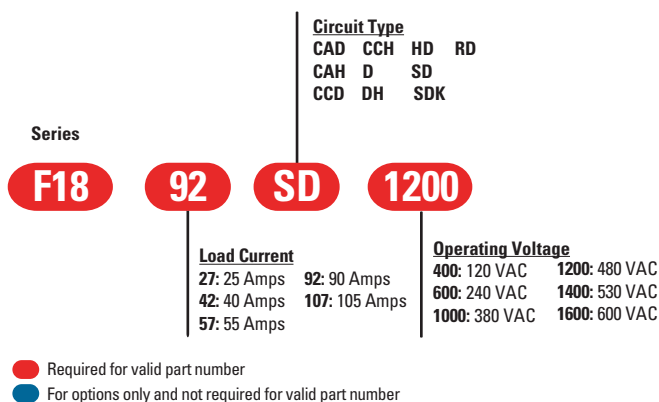 Circuit Type
CAD CCH HD RD
CAH D SD
CCD DH SDK
Series
F18 92 SD 1200
Load Current
27: 25 Amps 92: 90 Amps
42: 40 Amps 107: 105 Amps
57: 55 Amps
Operating Voltage
400: 120 VAC 1200: 480 VAC
600: 240 VAC 1400: 530 VAC
1000: 380 VAC 1600: 600 VAC
Required for valid part number
For options only and not required for valid part number